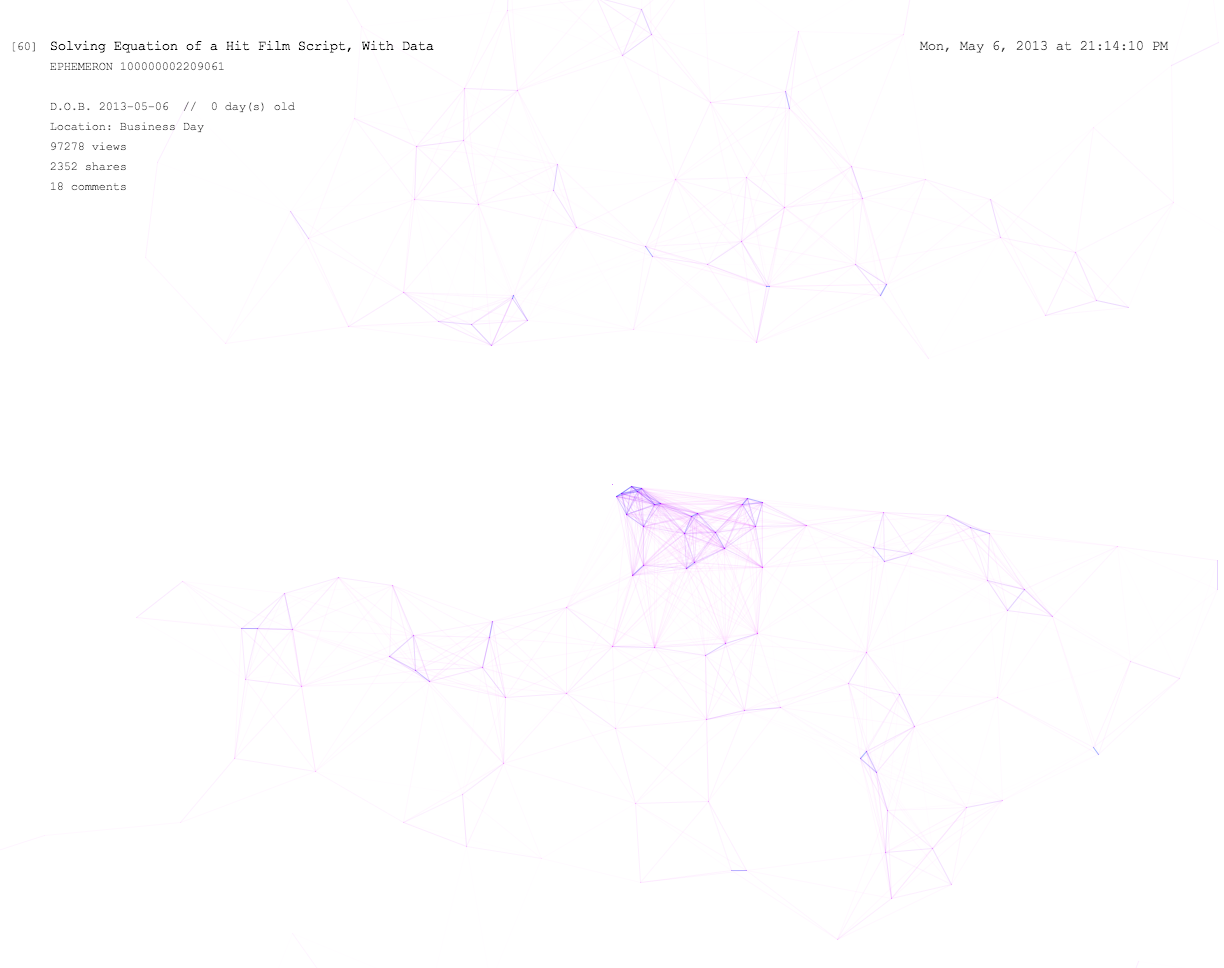 [60] Solving Equation of a Hit Film Script, With Data
Mon, May 6, 2013 at 21:14:10 PM
EPHEMERON 100000002209061
D.O.B. 2013-05-06 // 0 day(s) old
Location: Business Day
97278 views
2352 shares
18 comments